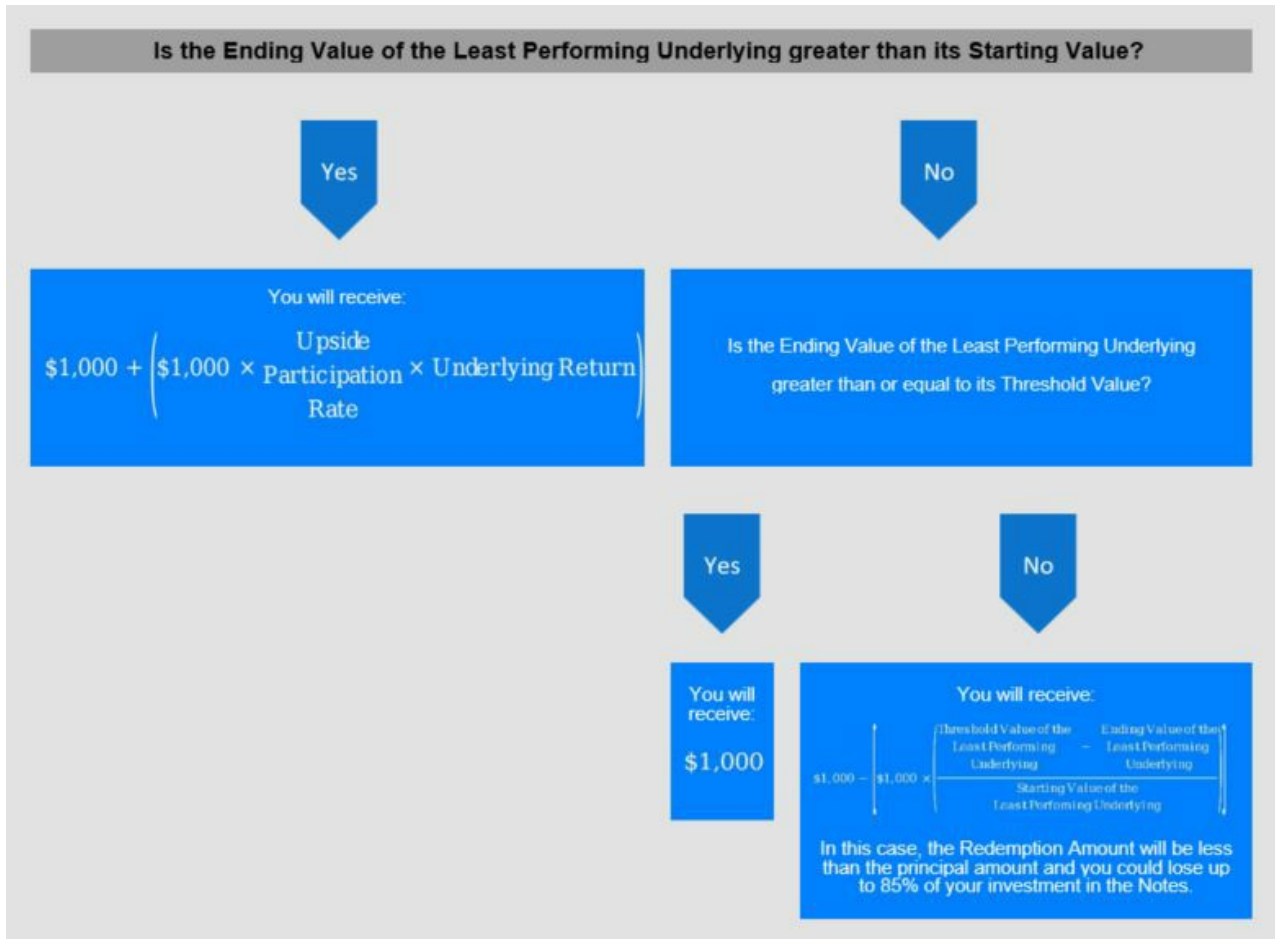 Is the Ending Value of the Least Performing Underlying greater than its Starting Value?
Yes
No
You will receive:
$1,000 + ($1,000 × Upside Participation Rate × Underlying Return)
Is the Ending Value of the Least Performing Underlying
greater than or equal to its Threshold Value?
Yes
No
You will
receive:
$1,000
You will receive:
Threshold Value of the
Least Performing
Underlying
−
Ending Value of the
Least Performing
Underlying
$1,000 − [$1,000 × (
Starting Value of the
Least Perfoming Underlying
)]
In this case, the Redemption Amount will be less
than the principal amount and you could lose up
to 85% of your investment in the Notes.